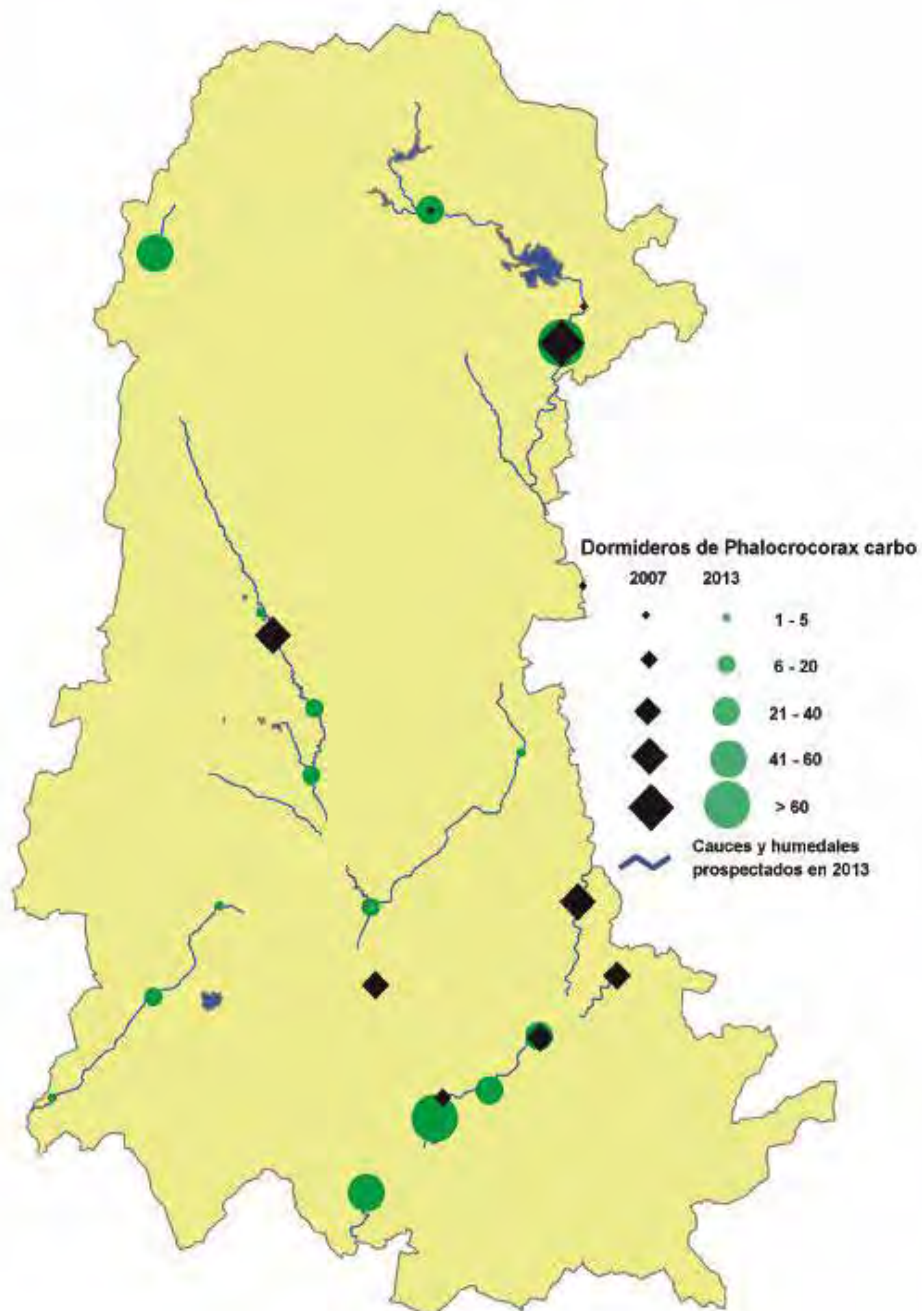 Dormideros de Phalocrocorax carbo
2007 2013
1 - 5
6 - 20
21 - 40
41 - 60
> 60
Cauces y humedales
prospectados en 2013